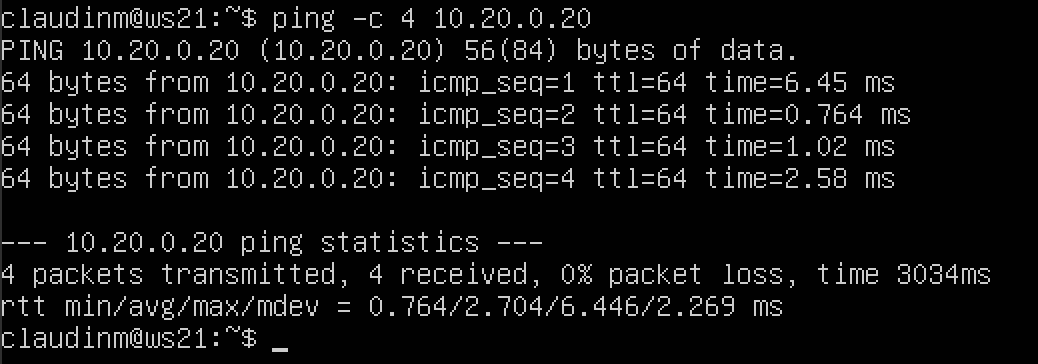 claudinm@ws21:~$ ping -c 4 10.20.0.20
PING 10.20.0.20 (10.20.0.20) 56(84) bytes of data.
64 bytes from 10.20.0.20: icmp_seq=1 ttl=64 time=6.45 ms
64 bytes from 10.20.0.20: icmp_seq=2 ttl=64 time=0.764 ms
64 bytes from 10.20.0.20: icmp_seq=3 ttl=64 time=1.02 ms
64 bytes from 10.20.0.20: icmp_seq=4 ttl=64 time=2.58 ms
--- 10.20.0.20 ping statistics ---
4 packets transmitted, 4 received, 0% packet loss, time 3034ms
rtt min/avg/max/mdev = 0.764/2.704/6.446/2.269 ms
claudinm@ws21:~$ _